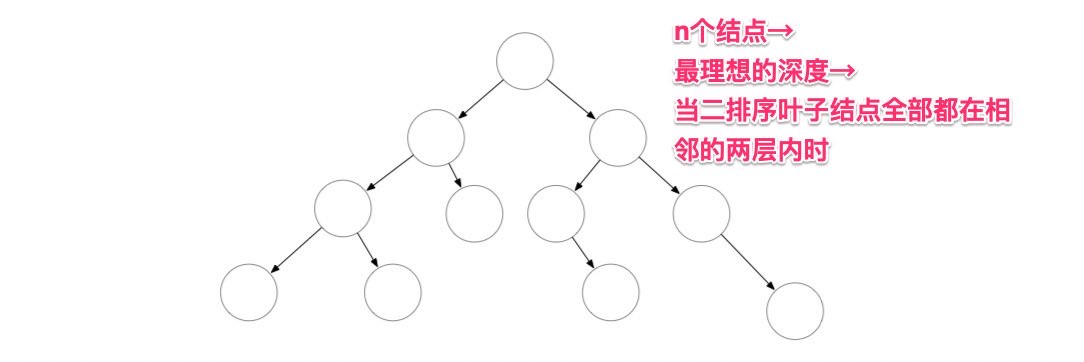 n个结点→
最理想的深度→
当二排序叶子结点全部都在相
邻的两层内时